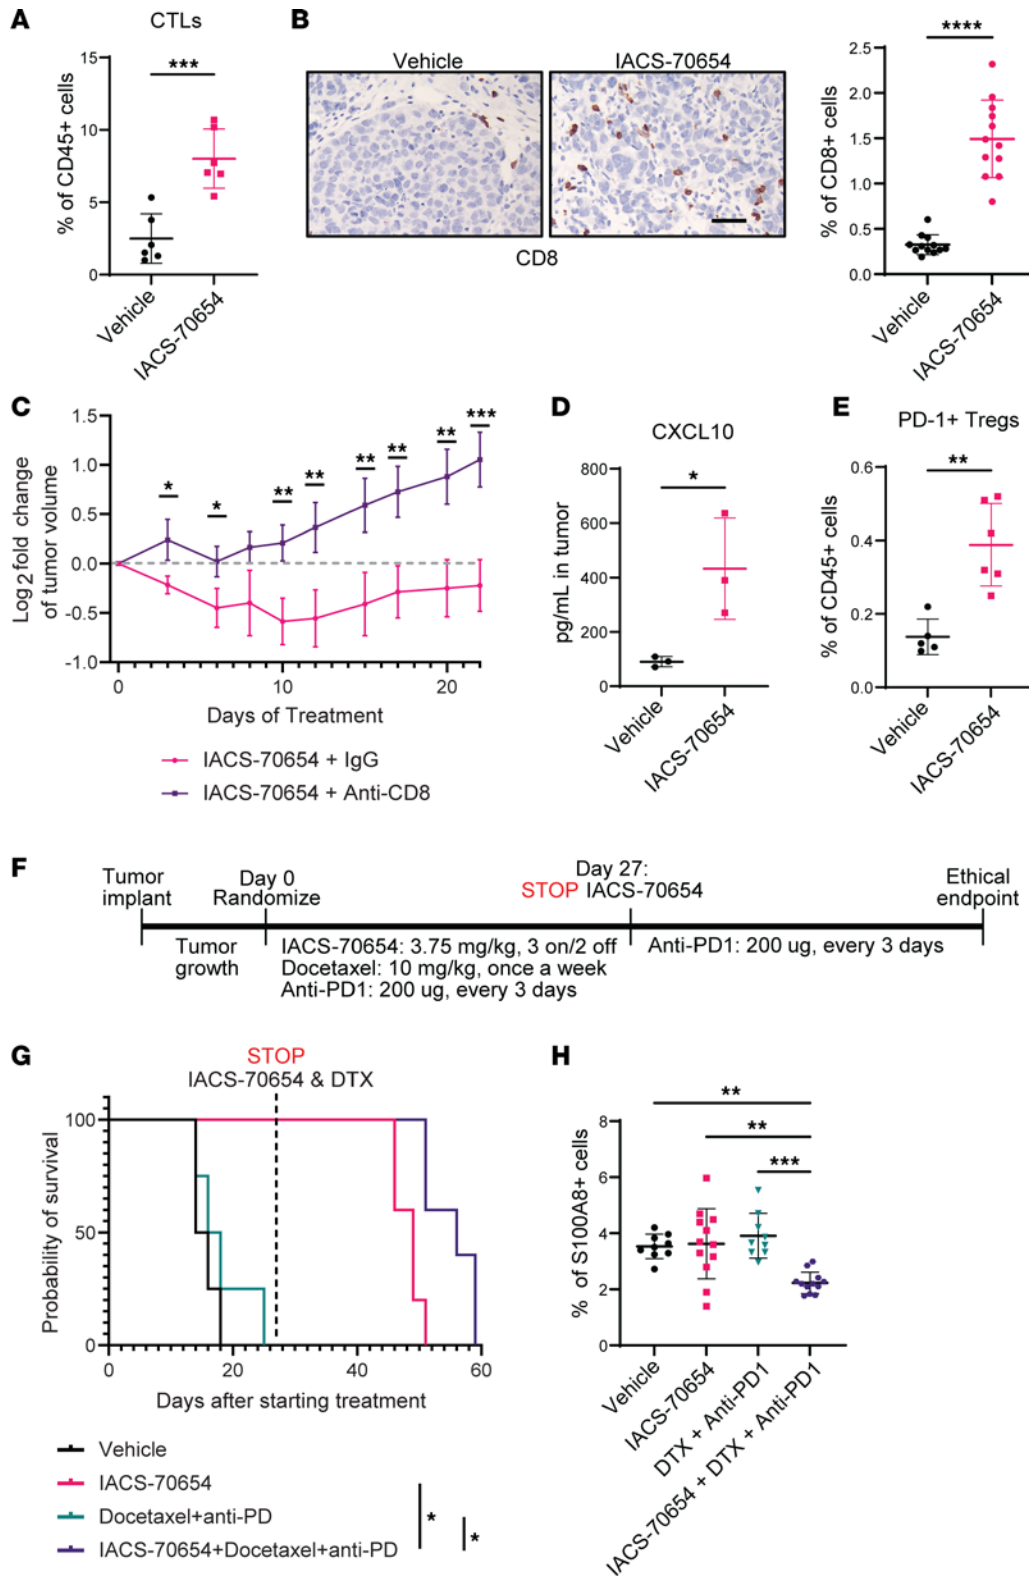 A
CTLs
***
% of CD45+ cells
15
10
5
0
Vehicle
IACS-70654
B
Vehicle
IACS-70654
CD8
****
% of CD8+ cells
2.5
2.0
1.5
1.0
0.5
0.0
Vehicle
IACS-70654
C
Log2 fold change
of tumor volume
1.5
1.0
0.5
0.0
-0.5
-1.0
*
*
**
**
**
**
**
***
0
10
20
Days of Treatment
IACS-70654 + IgG
IACS-70654 + Anti-CD8
D
CXCL10
*
pg/mL in tumor
800
600
400
200
0
Vehicle
IACS-70654
E
PD-1+ Tregs
**
% of CD45+ cells
0.6
0.4
0.2
0.0
Vehicle
IACS-70654
F
Tumor
implant
Day 0
Randomize
Day 27:
STOP IACS-70654
Ethical
endpoint
Tumor
growth
IACS-70654: 3.75 mg/kg, 3 on/2 off
Docetaxel: 10 mg/kg, once a week
Anti-PD1: 200 ug, every 3 days
Anti-PD1: 200 ug, every 3 days
G
STOP
IACS-70654 & DTX
Probability of survival
100
50
0
0
20
40
60
Days after starting treatment
Vehicle
IACS-70654
Docetaxel+anti-PD
IACS-70654+Docetaxel+anti-PD
*
*
H
**
**
***
% of S100A8+ cells
8
6
4
2
0
Vehicle
IACS-70654
DTX + Anti-PD1
IACS-70654 + DTX + Anti-PD1